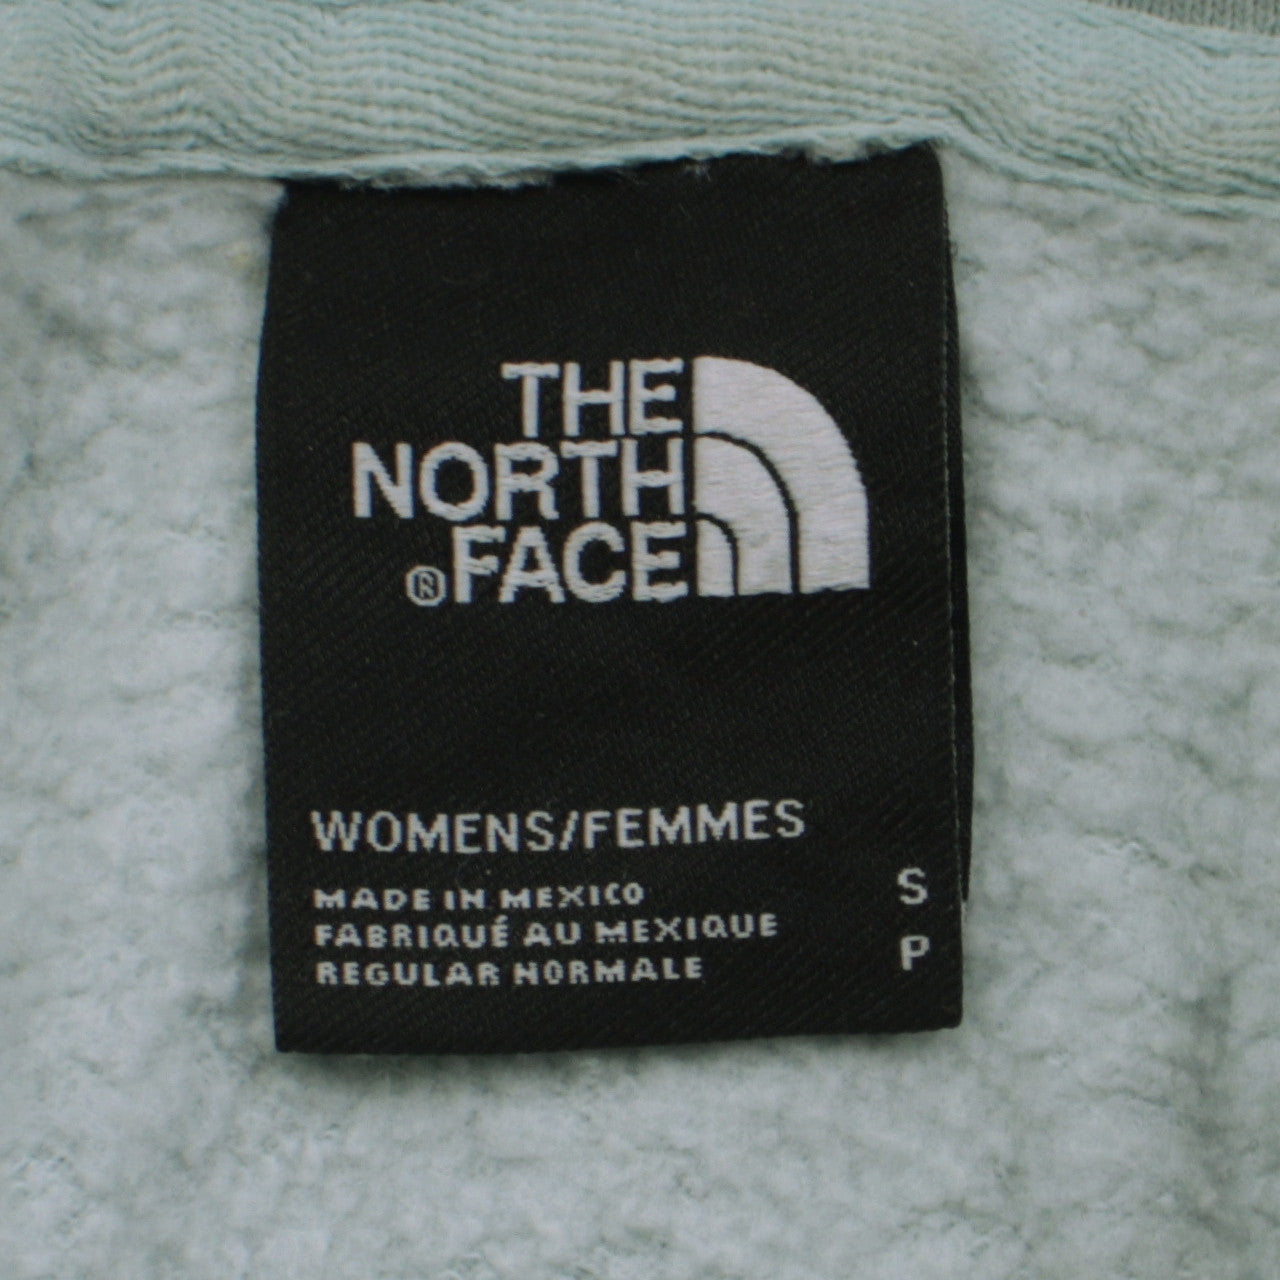 THE
NORTH
® FACE
WOMENS/FEMMES
MADE IN MEXICO S
FABRIQUÉ AU MEXIQUE
REGULAR NORMALE P